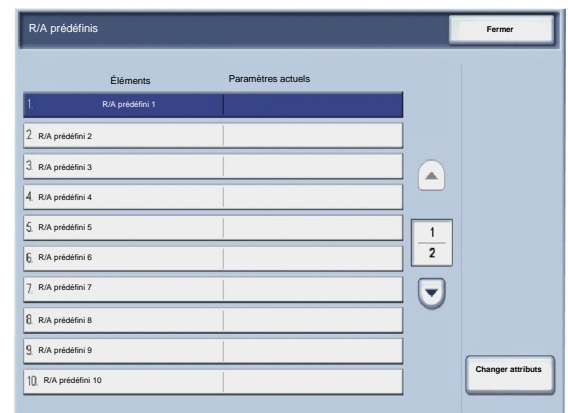 R/A prédéfinis
Fermer
Éléments Paramètres actuels
1. R/A prédéfini 1
2. R/A prédéfini 2
3. R/A prédéfini 3
4. R/A prédéfini 4
5. R/A prédéfini 5
6. R/A prédéfini 6
7. R/A prédéfini 7
8. R/A prédéfini 8
9. R/A prédéfini 9
10. R/A prédéfini 10
1
2
Changer attributs